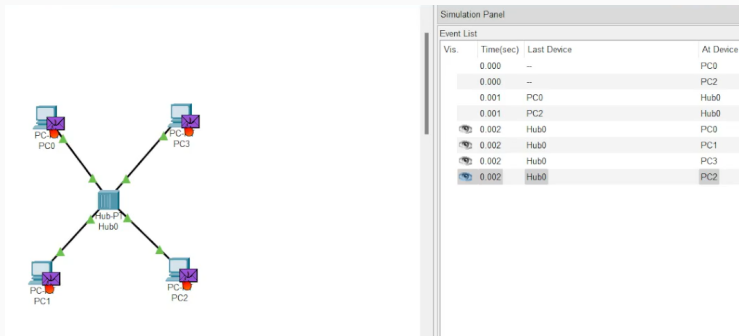 Simulation Panel
Event List
Vis. Time(sec) Last Device At Device
0.000 -- PC0
0.000 -- PC2
0.001 PC0 Hub0
0.001 PC2 Hub0
0.002 Hub0 PC0
0.002 Hub0 PC1
0.002 Hub0 PC3
0.002 Hub0 PC2
PC0
PC3
Hub-PT
Hub0
PC1
PC2